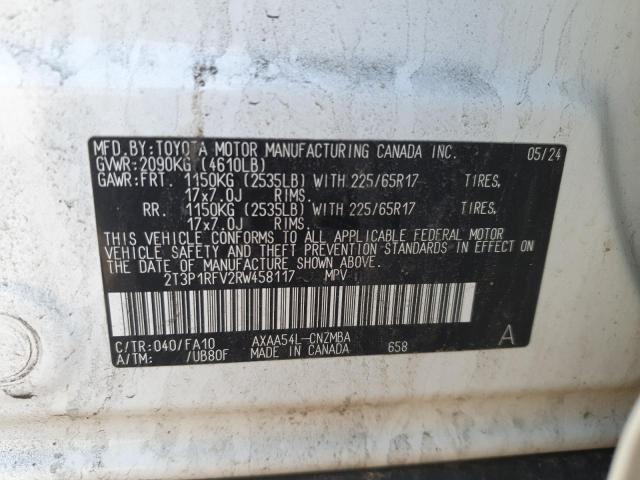 MFD. BY: TOYOTA MOTOR MANUFACTURING CANADA INC. 05/24
GVWR: 2090KG (4610LB)
GAWR: FRT. 1150KG (2535LB) WITH 225/65R17 TIRES,
17x7.0J RIMS.
RR. 1150KG (2535LB) WITH 225/65R17 TIRES,
17x7.0J RIMS.
THIS VEHICLE CONFORMS TO ALL APPLICABLE FEDERAL MOTOR
VEHICLE SAFETY AND THEFT PREVENTION STANDARDS IN EFFECT ON
THE DATE OF MANUFACTURE SHOWN ABOVE.
2T3P1RFV2RW458117 MPV
C/TR: 040/FA10 AXAA54L-CNZMBA A
A/TM: /UB80F MADE IN CANADA 658